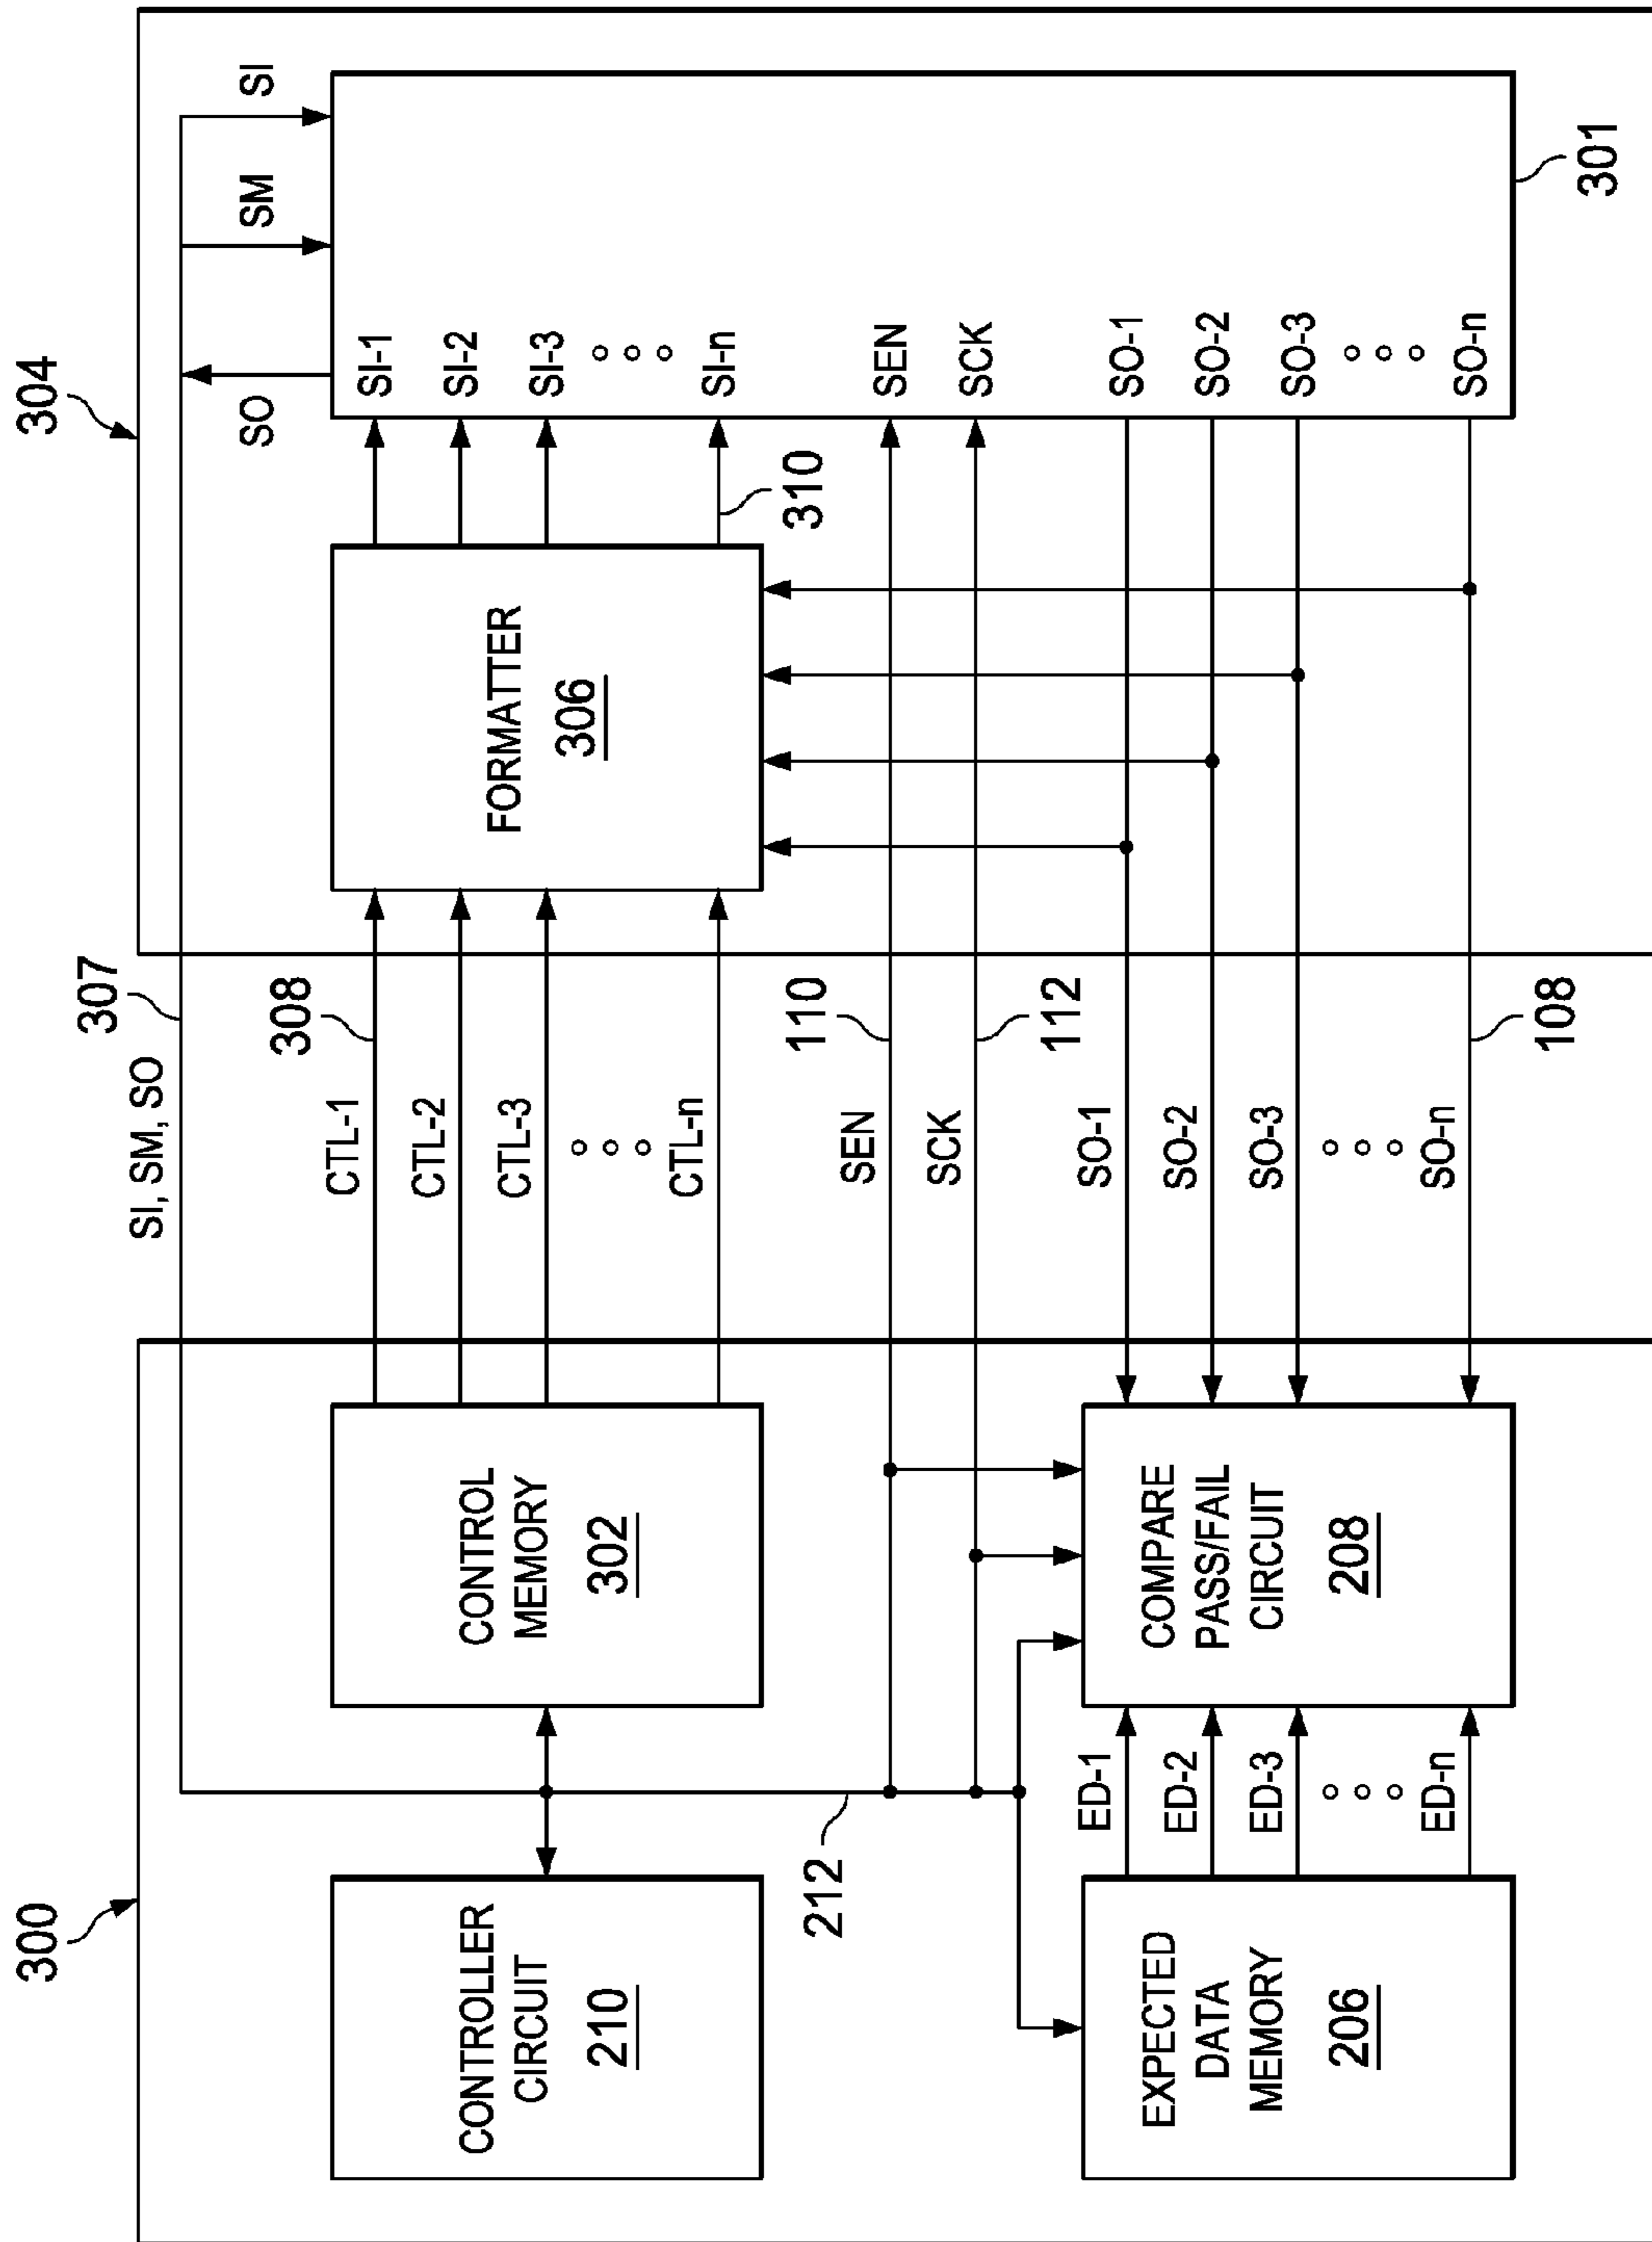 300
304
SI, SM, SO
307
SO
SM
SI
CONTROLLER
CIRCUIT
210
CONTROL
MEMORY
302
CTL-1
CTL-2
CTL-3
CTL-n
308
FORMATTER
306
310
SI-1
SI-2
SI-3
SI-n
SEN
SCK
SO-1
SO-2
SO-3
SO-n
301
212
SEN
110
SCK
112
EXPECTED
DATA
MEMORY
206
ED-1
ED-2
ED-3
ED-n
COMPARE
PASS/FAIL
CIRCUIT
208
SO-1
SO-2
SO-3
SO-n
108